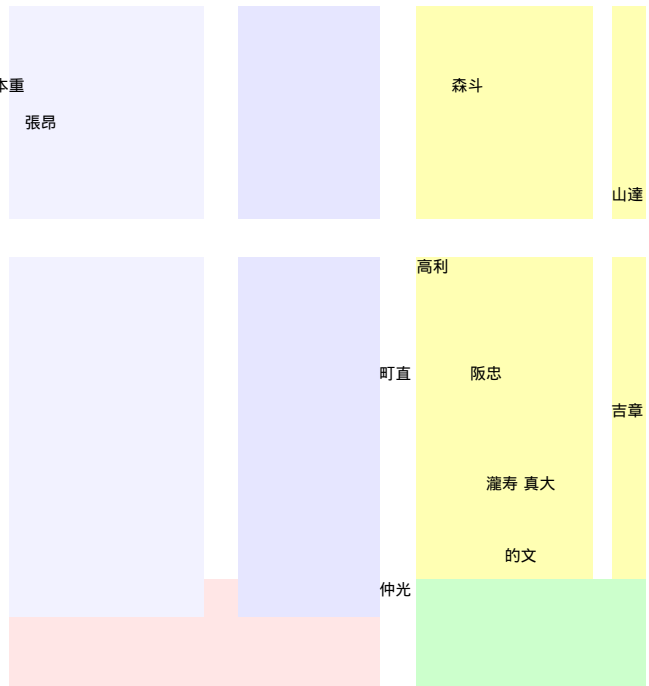 本重
森斗
張昂
山達
高利
町直
阪忠
吉章
瀧寿 真大
的文
仲光